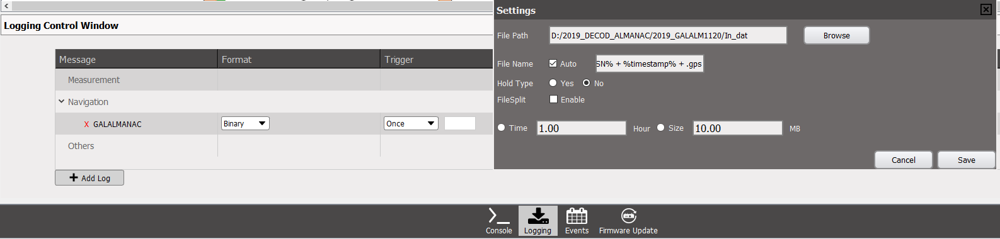 Logging Control Window
Message Format Trigger
Measurement
Navigation
X GALALMANAC Binary Once
Others
Add Log
Settings
File Path D:/2019_DECOD_ALMANAC/2019_GALALM1120/In_dat Browse
File Name Auto SN% + %timestamp% + .gps
Hold Type Yes No
FileSplit Enable
Time 1.00 Hour Size 10.00 MB
Cancel Save
Console Logging Events Firmware Update